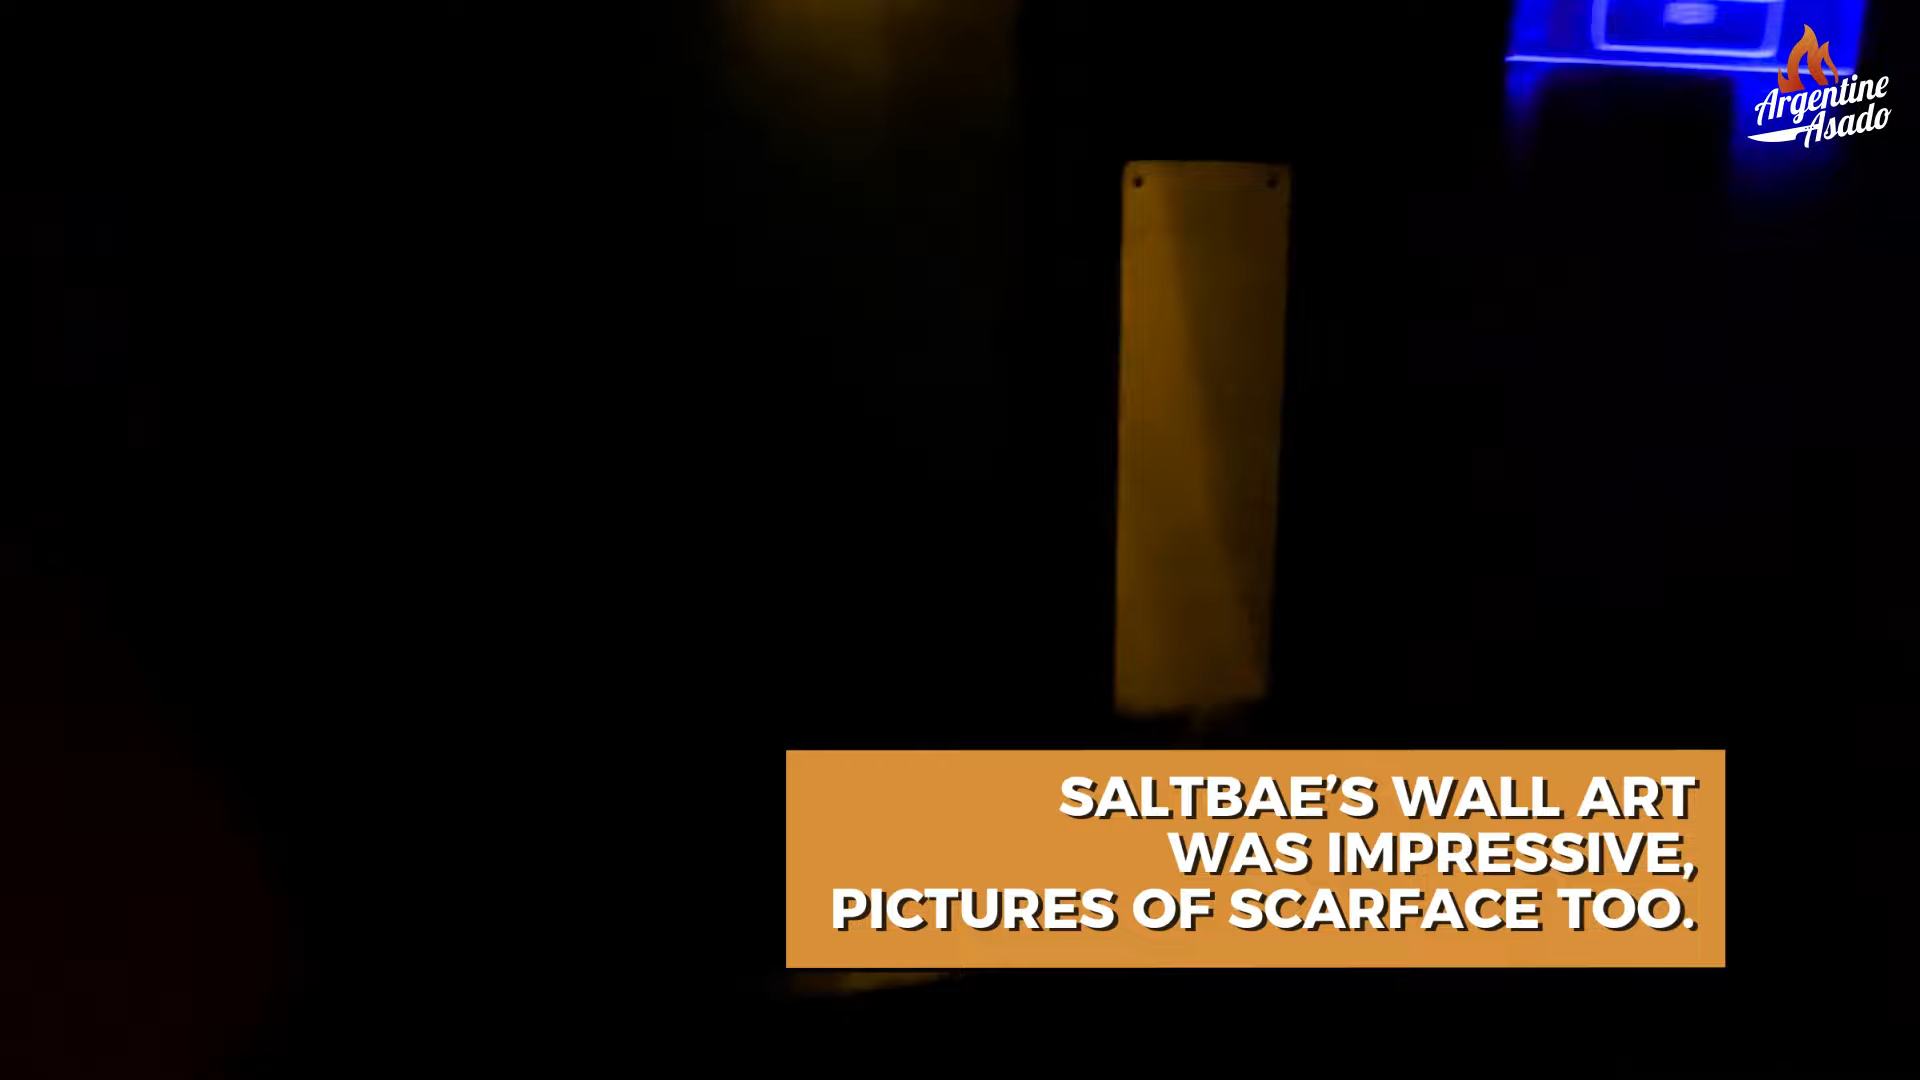 Argentine
Asado
SALTBAE’S WALL ART
WAS IMPRESSIVE,
PICTURES OF SCARFACE TOO.